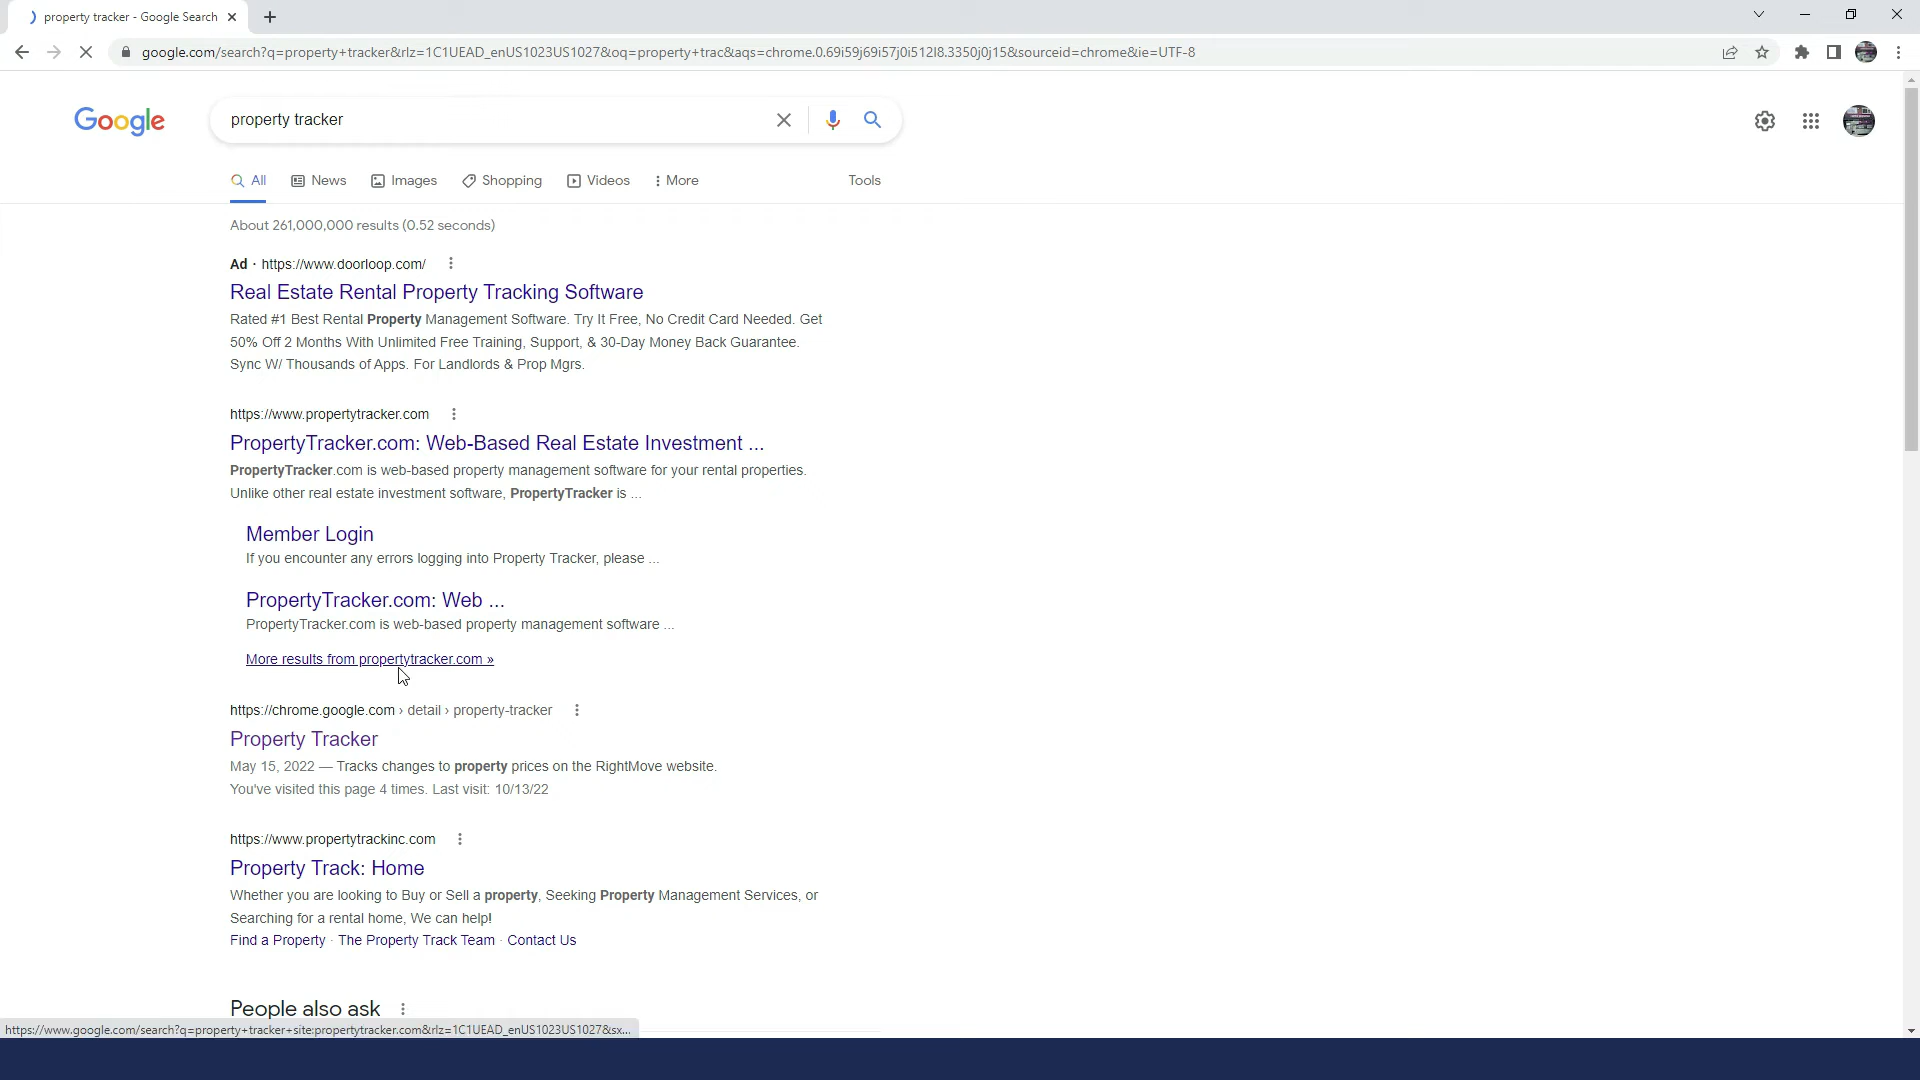 property tracker - Google Search
google.com/search?q=property+tracker&rlz=1C1UEAD_enUS1023US1027&oq=property+trac&aqs=chrome.0.69i59j69i57j0i512l8.3350j0j15&sourceid=chrome&ie=UTF-8
Google
property tracker
All News Images Shopping Videos More Tools
About 261,000,000 results (0.52 seconds)
Ad · https://www.doorloop.com/
Real Estate Rental Property Tracking Software
Rated #1 Best Rental Property Management Software. Try It Free, No Credit Card Needed. Get
50% Off 2 Months With Unlimited Free Training, Support, & 30-Day Money Back Guarantee.
Sync W/ Thousands of Apps. For Landlords & Prop Mgrs.
https://www.propertytracker.com
PropertyTracker.com: Web-Based Real Estate Investment ...
PropertyTracker.com is web-based property management software for your rental properties.
Unlike other real estate investment software, PropertyTracker is ...
Member Login
If you encounter any errors logging into Property Tracker, please ...
PropertyTracker.com: Web ...
PropertyTracker.com is web-based property management software ...
More results from propertytracker.com »
https://chrome.google.com › detail › property-tracker
Property Tracker
May 15, 2022 — Tracks changes to property prices on the RightMove website.
You've visited this page 4 times. Last visit: 10/13/22
https://www.propertytrackinc.com
Property Track: Home
Whether you are looking to Buy or Sell a property, Seeking Property Management Services, or
Searching for a rental home, We can help!
Find a Property · The Property Track Team · Contact Us
People also ask
https://www.google.com/search?q=property+tracker+site:propertytracker.com&rlz=1C1UEAD_enUS1023US1027&sx...